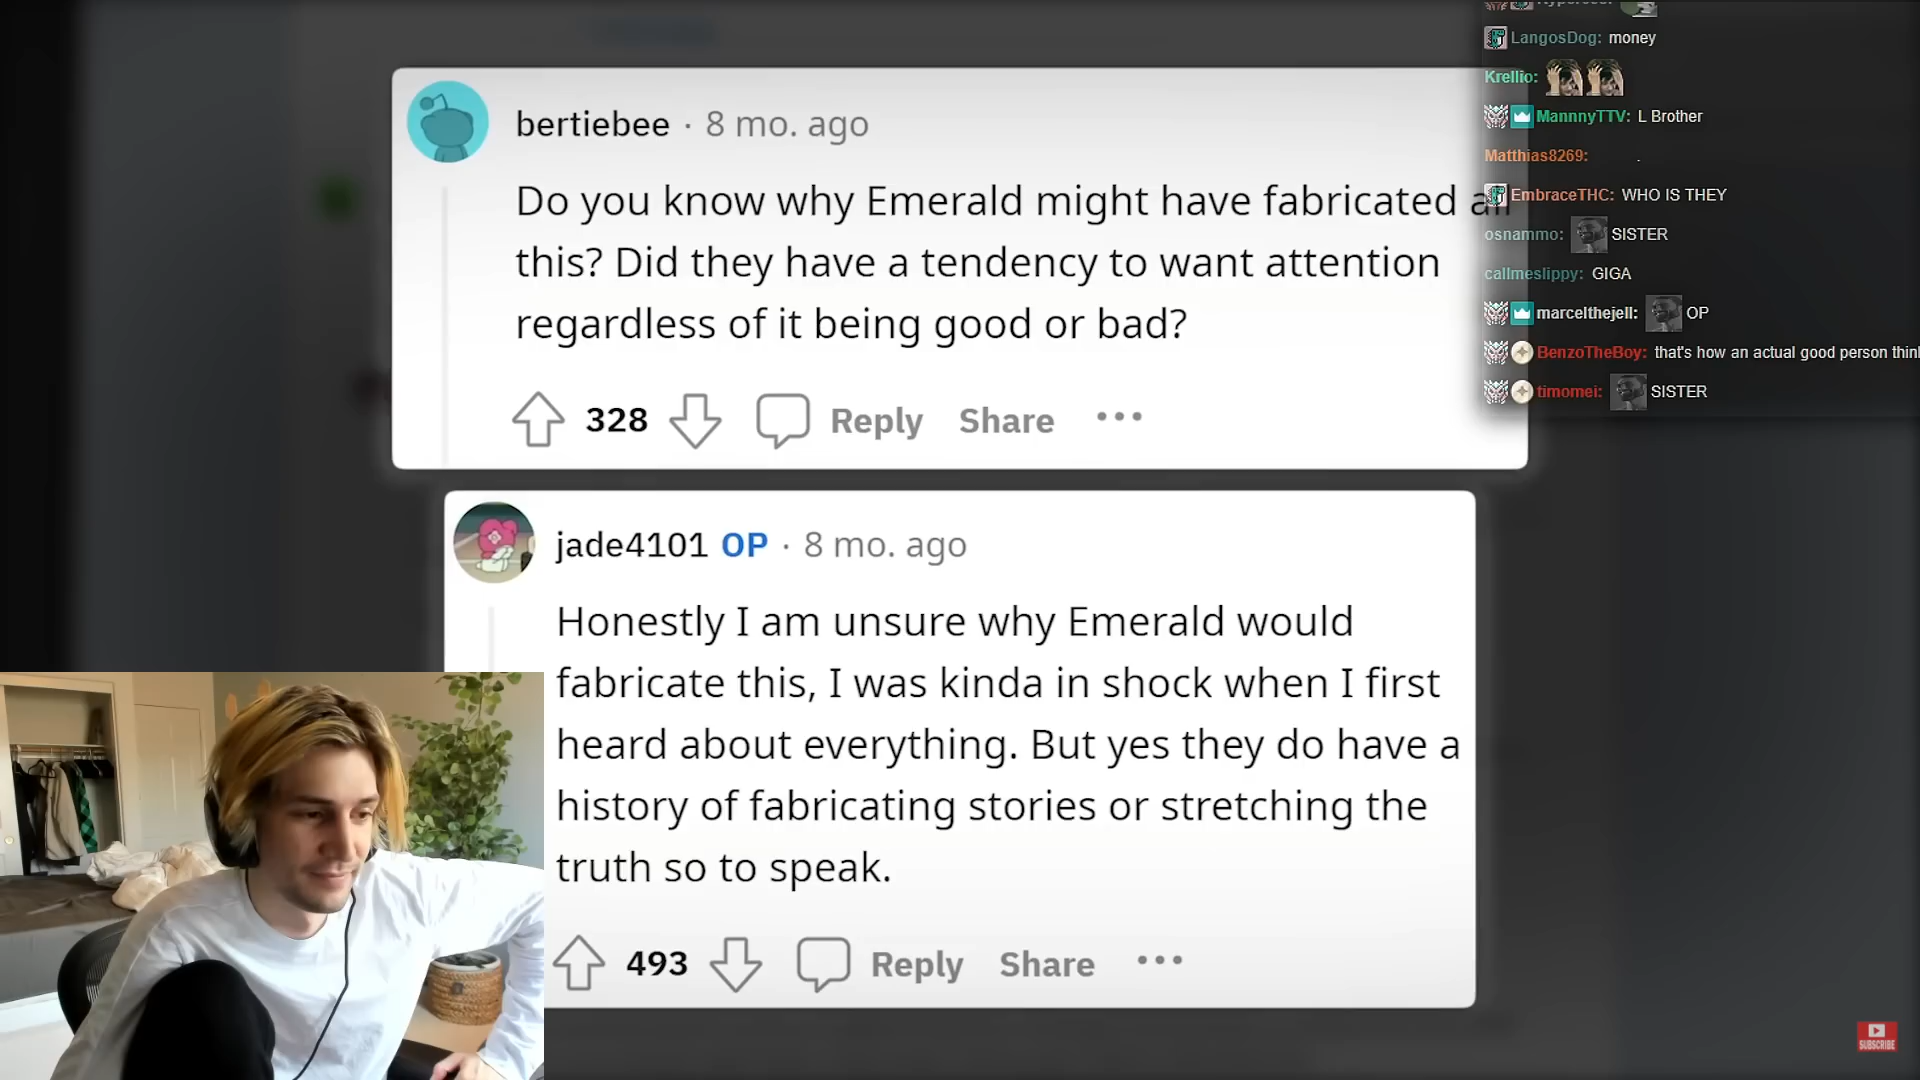 bertiebee · 8 mo. ago
Do you know why Emerald might have fabricated all
this? Did they have a tendency to want attention
regardless of it being good or bad?
328 Reply Share ···
jade4101 OP · 8 mo. ago
Honestly I am unsure why Emerald would
fabricate this, I was kinda in shock when I first
heard about everything. But yes they do have a
history of fabricating stories or stretching the
truth so to speak.
493 Reply Share ···
LangosDog: money
Krellio:
MannnyTTV: L Brother
Matthias8269: .
EmbraceTHC: WHO IS THEY
osnammo: SISTER
callmeslippy: GIGA
marcelthejell: OP
BenzoTheBoy: that's how an actual good person thin
timomei: SISTER
SUBSCRIBE